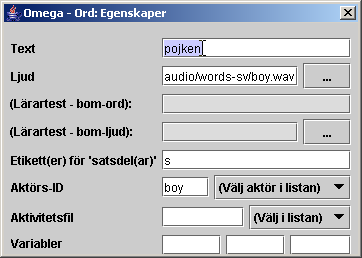 Omega - Ord: Egenskaper
Text pojken
Ljud audio/words-sv/boy.wav ...
(Lärartest - bom-ord):
(Lärartest - bom-ljud): ...
Etikett(er) för 'satsdel(ar)' s
Aktörs-ID boy (Välj aktör i listan)
Aktivitetsfil (Välj i listan)
Variabler